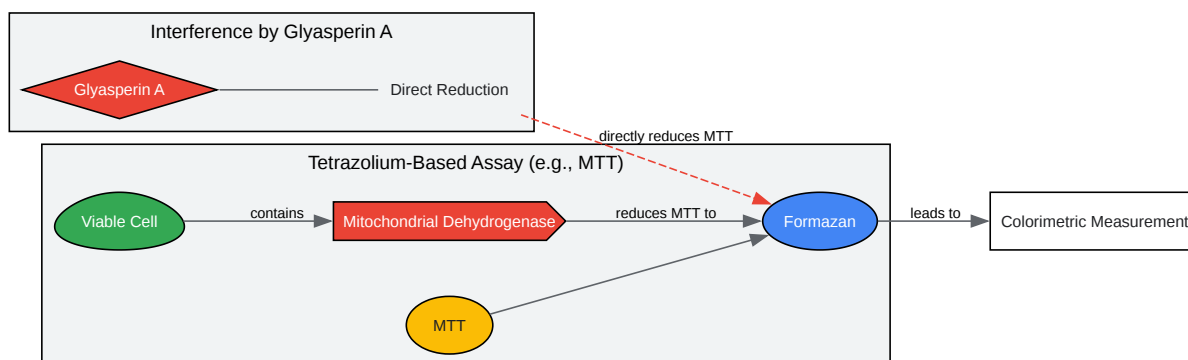 Interference by Glyasperin A
Glyasperin A
Direct Reduction
directly reduces MTT
Tetrazolium-Based Assay (e.g., MTT)
Viable Cell
contains
Mitochondrial Dehydrogenase
reduces MTT to
Formazan
leads to
Colorimetric Measurement
MTT